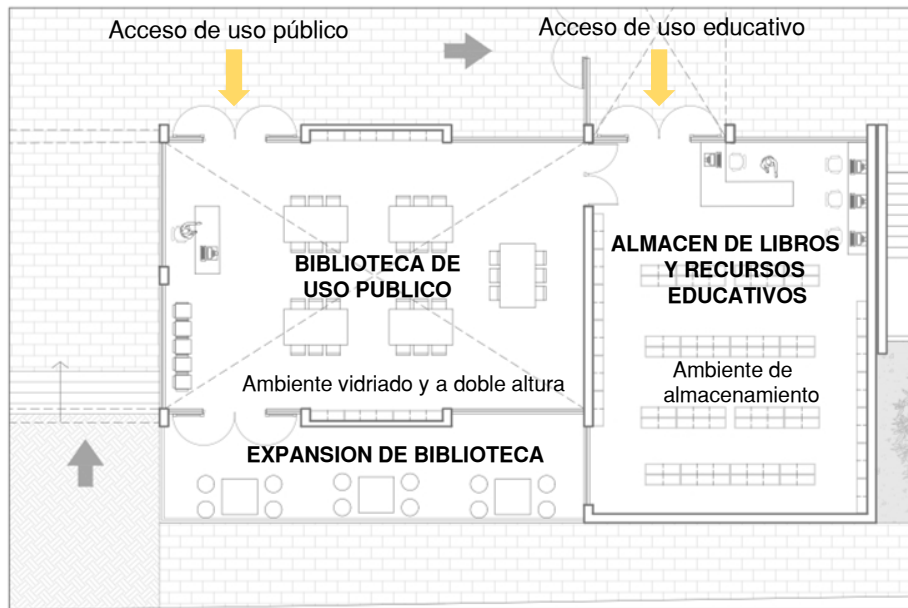 Acceso de uso público
Acceso de uso educativo
BIBLIOTECA DE
USO PUBLICO
ALMACEN DE LIBROS
Y RECURSOS
EDUCATIVOS
Ambiente vidriado y a doble altura
Ambiente de
almacenamiento
EXPANSION DE BIBLIOTECA